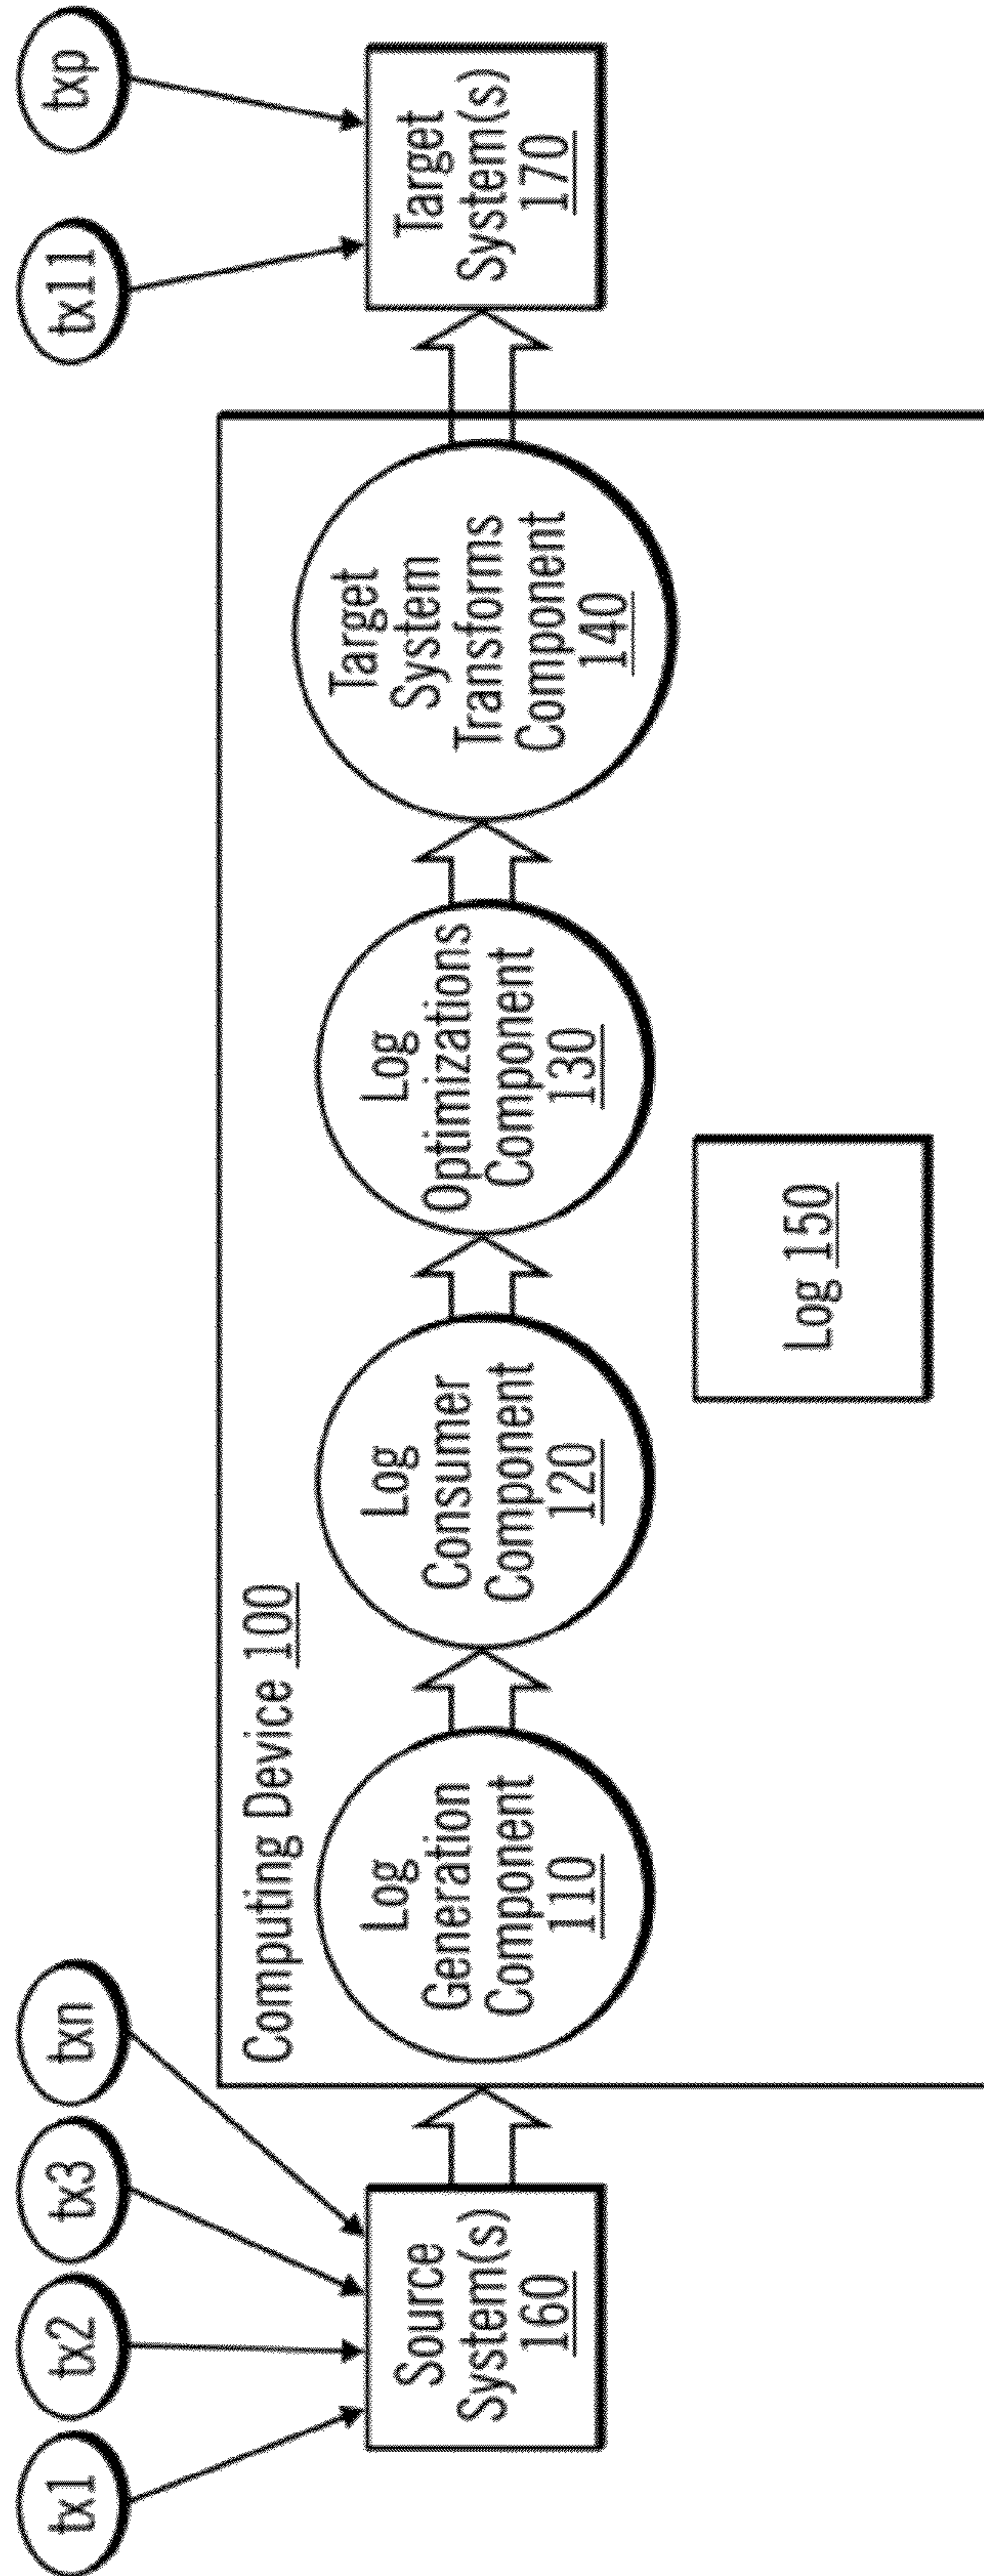 tx1
tx2
tx3
txn
tx11
txp
Computing Device 100
Source
System(s)
160
Log
Generation
Component
110
Log
Consumer
Component
120
Log
Optimizations
Component
130
Target
System
Transforms
Component
140
Target
System(s)
170
Log 150